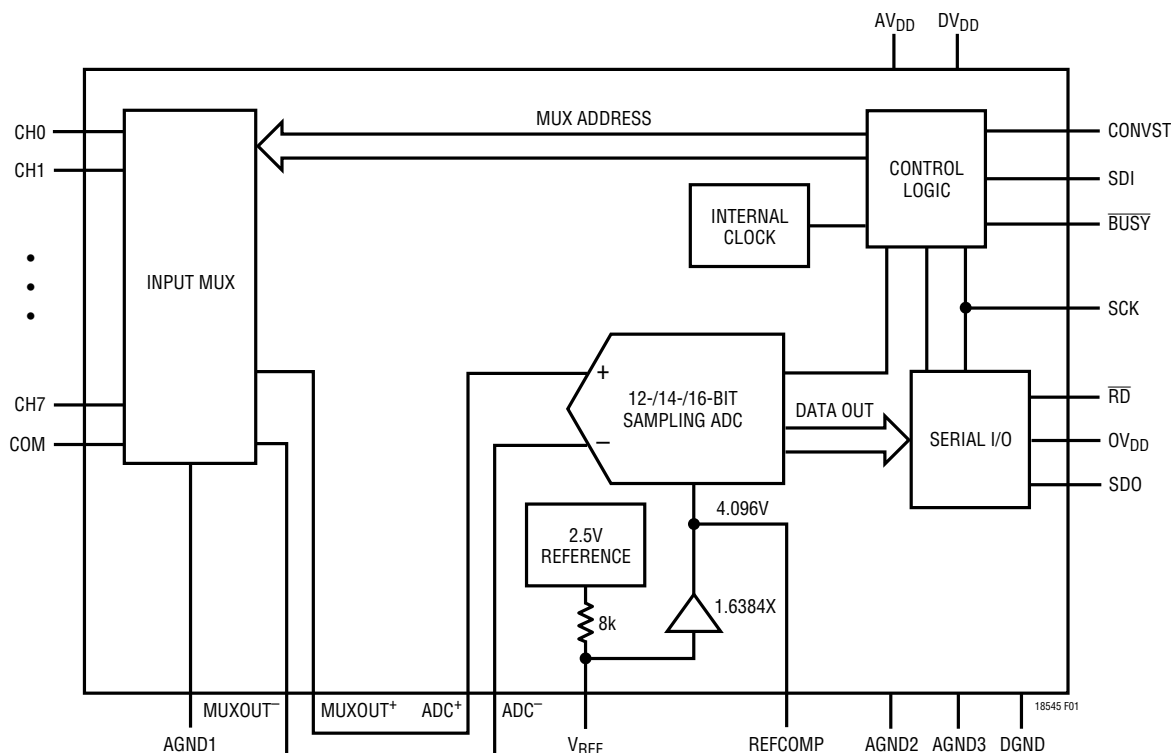 AVDD DVDD
CH0
CH1
CH7
COM
INPUT MUX
MUX ADDRESS
CONTROL
LOGIC
INTERNAL
CLOCK
CONVST
SDI
BUSY
SCK
+
12-/14-/16-BIT
SAMPLING ADC
–
DATA OUT
SERIAL I/O
RD
OVDD
SDO
2.5V
REFERENCE
8k
4.096V
1.6384X
MUXOUT– MUXOUT+ ADC+ ADC–
18545 F01
AGND1 VREF REFCOMP AGND2 AGND3 DGND